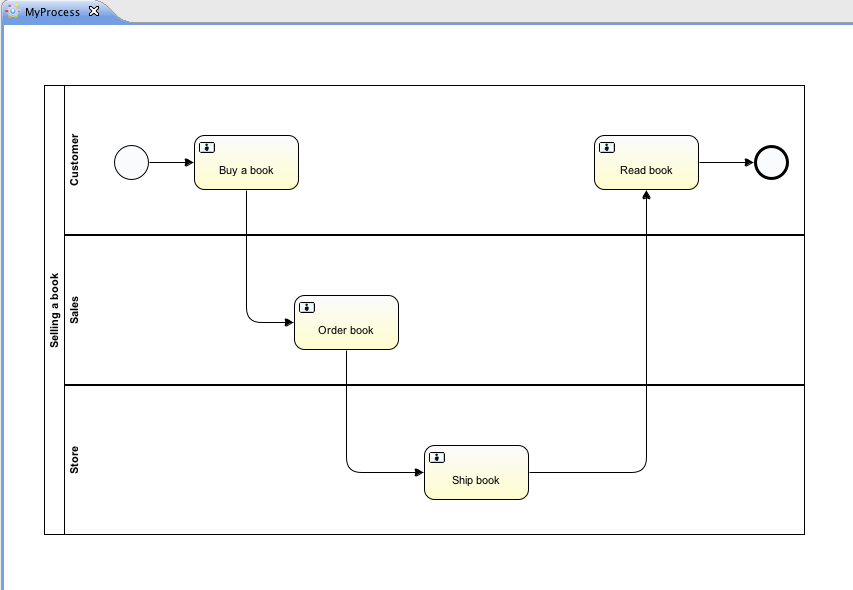 MyProcess
Selling a book
Customer
Buy a book
Read book
Sales
Order book
Store
Ship book